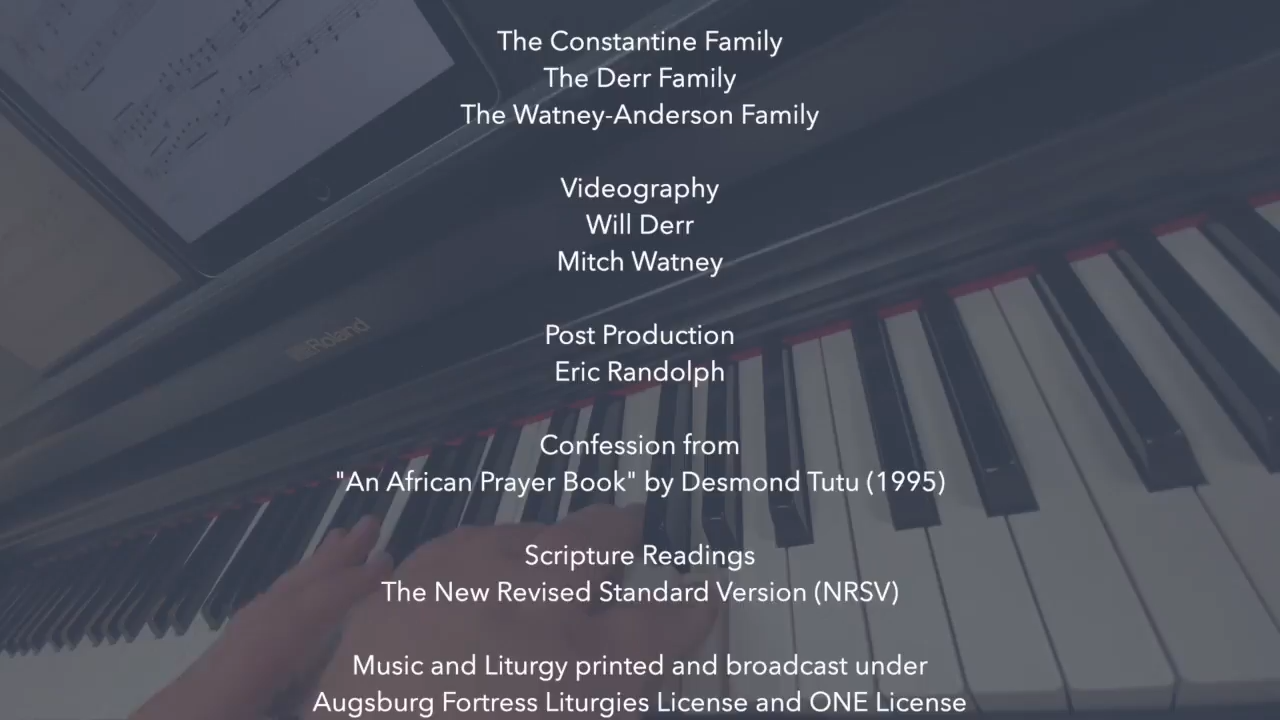 The Constantine Family
The Derr Family
The Watney-Anderson Family
Videography
Will Derr
Mitch Watney
Roland
Post Production
Eric Randolph
Confession from
"An African Prayer Book" by Desmond Tutu (1995)
Scripture Readings
The New Revised Standard Version (NRSV)
Music and Liturgy printed and broadcast under
Augsburg Fortress Liturgies License and ONE License